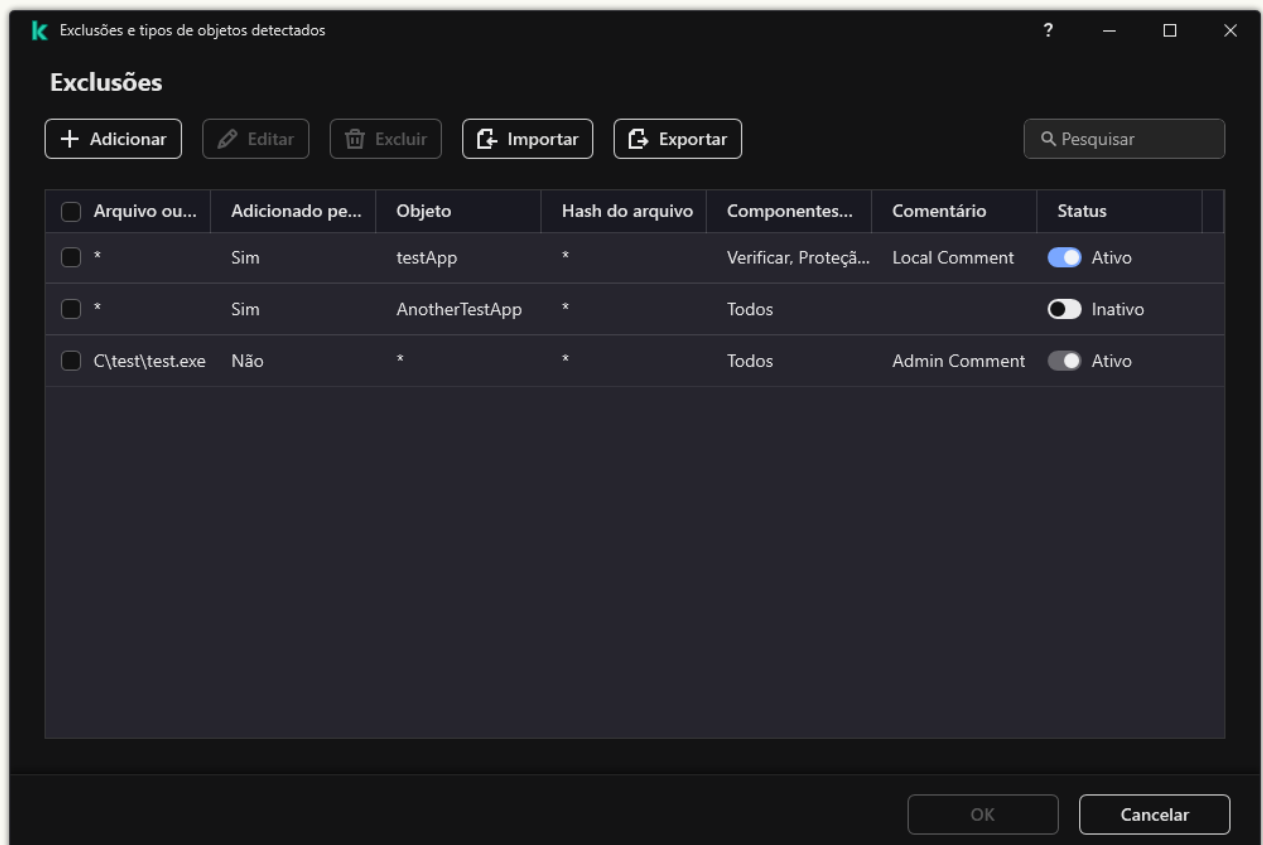 Exclusões e tipos de objetos detectados ?
Exclusões
Adicionar Editar Excluir Importar Exportar Pesquisar
Arquivo ou... Adicionado pe... Objeto Hash do arquivo Componentes... Comentário Status
* Sim testApp * Verificar, Proteçã... Local Comment Ativo
* Sim AnotherTestApp * Todos Inativo
C\test\test.exe Não * * Todos Admin Comment Ativo
OK Cancelar